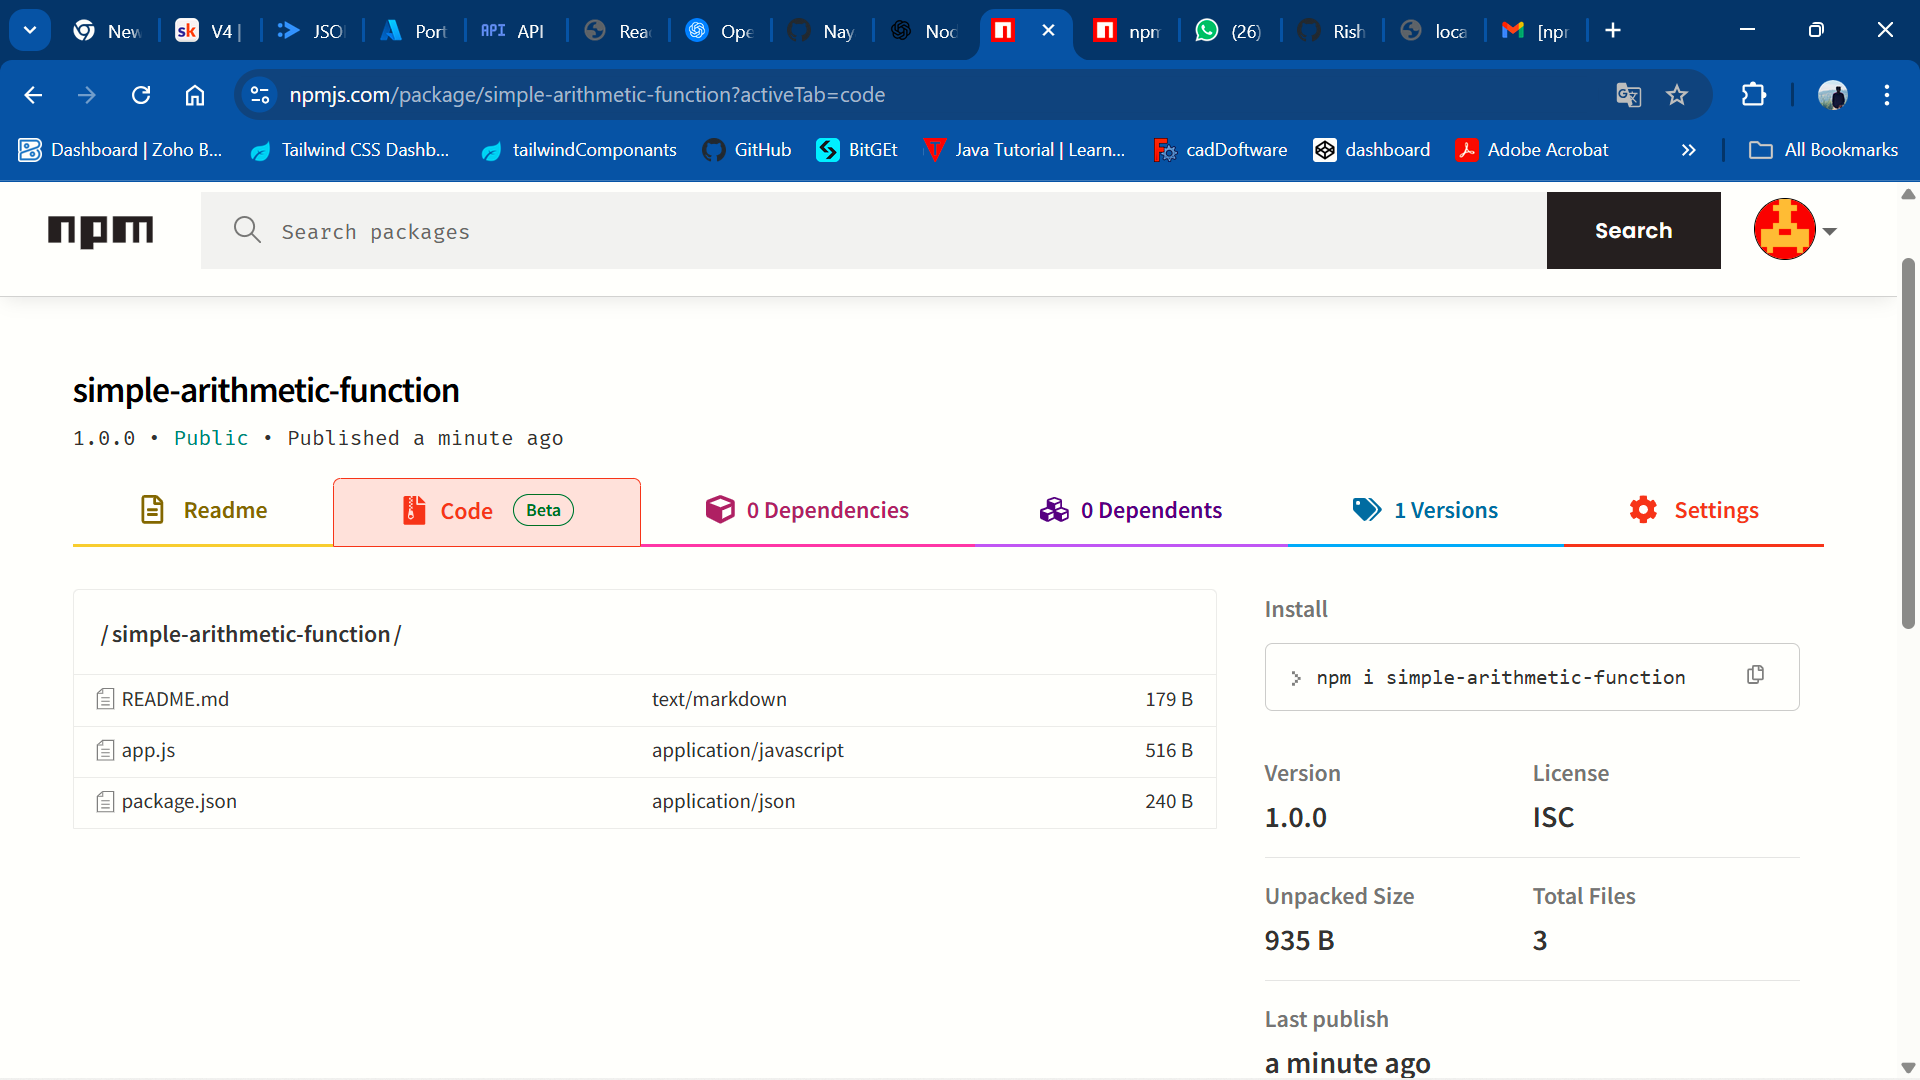 New
sk V4 |
JSO
Port
API API
Rea
Ope
Nay
Nod
npm
(26)
Rish
loca
[npr
npmjs.com/package/simple-arithmetic-function?activeTab=code
Dashboard | Zoho B...
Tailwind CSS Dashb...
tailwindComponants
GitHub
BitGEt
Java Tutorial | Learn...
cadDoftware
dashboard
Adobe Acrobat
»
All Bookmarks
npm
Search packages
Search
simple-arithmetic-function
1.0.0 • Public • Published a minute ago
Readme
Code Beta
0 Dependencies
0 Dependents
1 Versions
Settings
/simple-arithmetic-function/
README.md text/markdown 179 B
app.js application/javascript 516 B
package.json application/json 240 B
Install
> npm i simple-arithmetic-function
Version License
1.0.0 ISC
Unpacked Size Total Files
935 B 3
Last publish
a minute ago